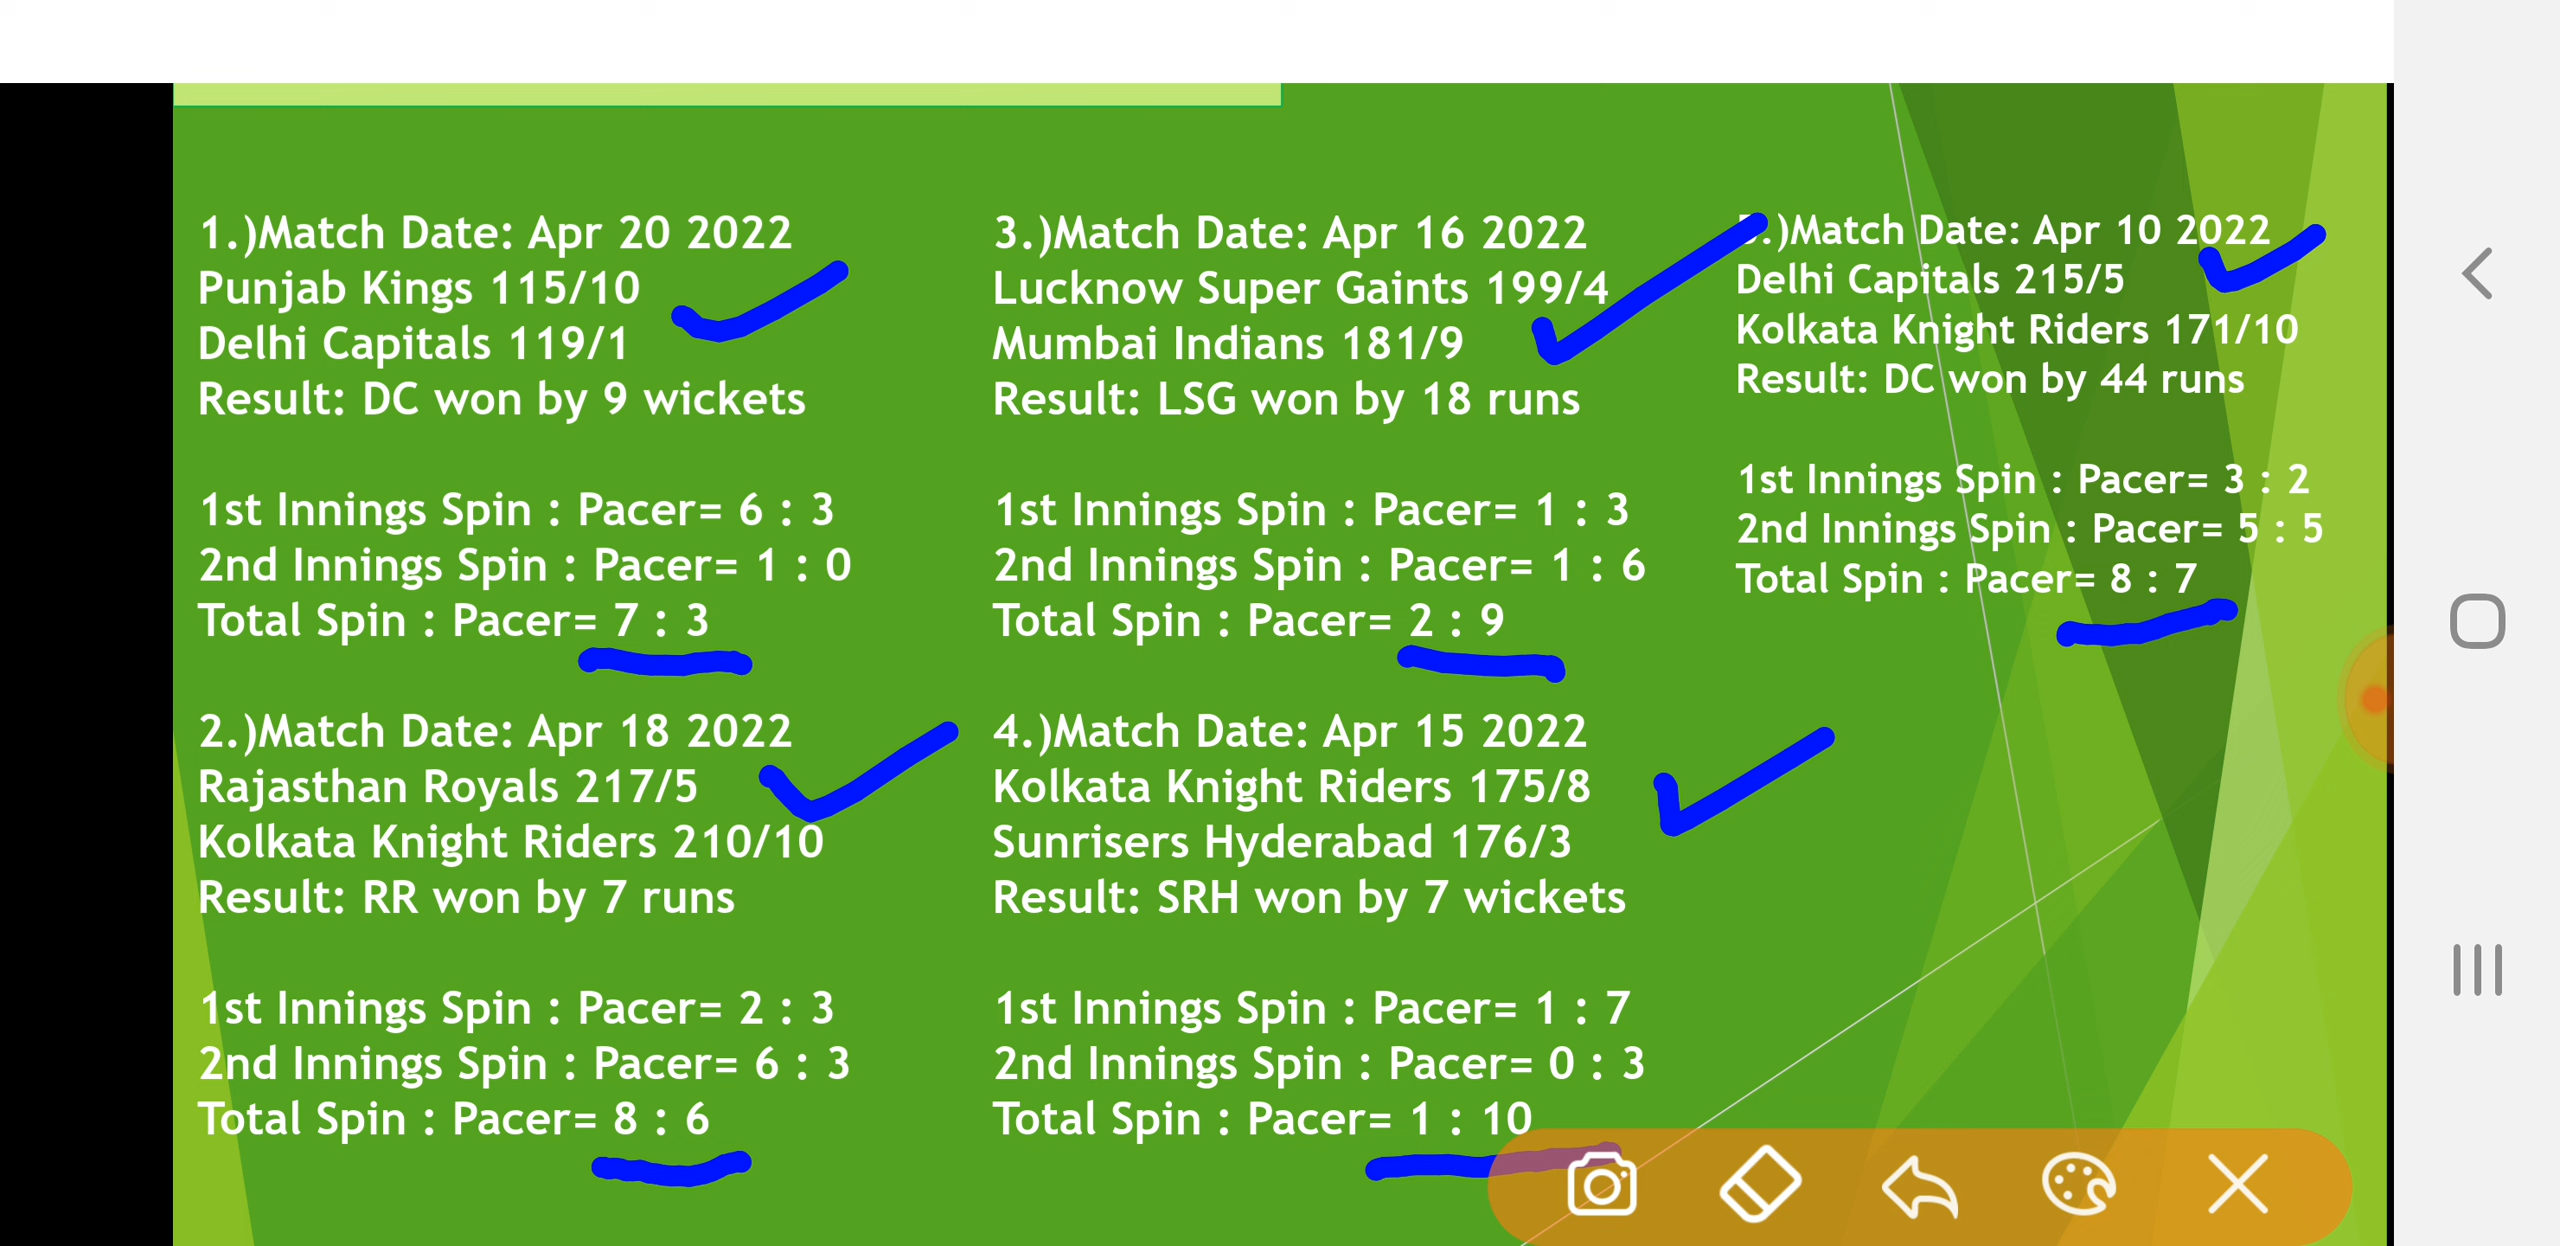 1.)Match Date: Apr 20 2022
Punjab Kings 115/10
Delhi Capitals 119/1
Result: DC won by 9 wickets
1st Innings Spin : Pacer= 6 : 3
2nd Innings Spin : Pacer= 1 : 0
Total Spin : Pacer= 7 : 3
2.)Match Date: Apr 18 2022
Rajasthan Royals 217/5
Kolkata Knight Riders 210/10
Result: RR won by 7 runs
1st Innings Spin : Pacer= 2 : 3
2nd Innings Spin : Pacer= 6 : 3
Total Spin : Pacer= 8 : 6
3.)Match Date: Apr 16 2022
Lucknow Super Gaints 199/4
Mumbai Indians 181/9
Result: LSG won by 18 runs
1st Innings Spin : Pacer= 1 : 3
2nd Innings Spin : Pacer= 1 : 6
Total Spin : Pacer= 2 : 9
4.)Match Date: Apr 15 2022
Kolkata Knight Riders 175/8
Sunrisers Hyderabad 176/3
Result: SRH won by 7 wickets
1st Innings Spin : Pacer= 1 : 7
2nd Innings Spin : Pacer= 0 : 3
Total Spin : Pacer= 1 : 10
5.)Match Date: Apr 10 2022
Delhi Capitals 215/5
Kolkata Knight Riders 171/10
Result: DC won by 44 runs
1st Innings Spin : Pacer= 3 : 2
2nd Innings Spin : Pacer= 5 : 5
Total Spin : Pacer= 8 : 7